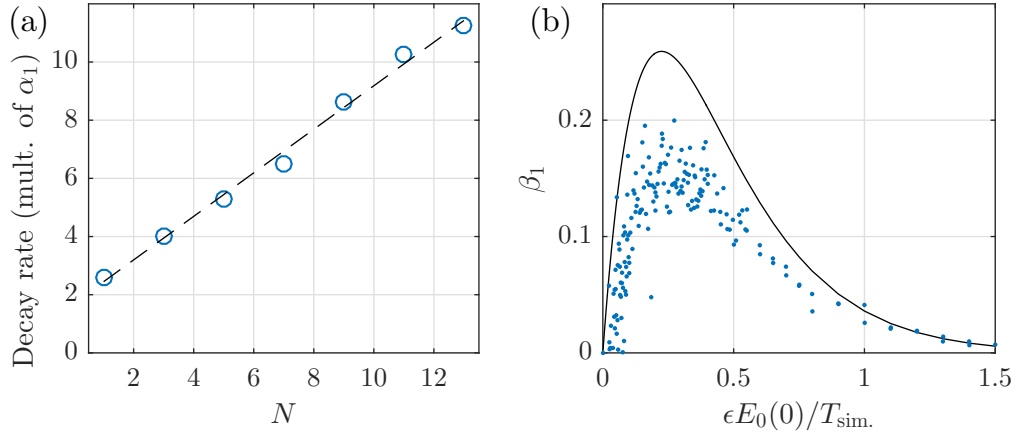 (a)
Decay rate (mult. of α₁)
10
8
6
4
2
0
2 4 6 8 10 12
N
(b)
β₁
0.2
0.1
0
0 0.5 1 1.5
ϵE₀(0)/T_sim.